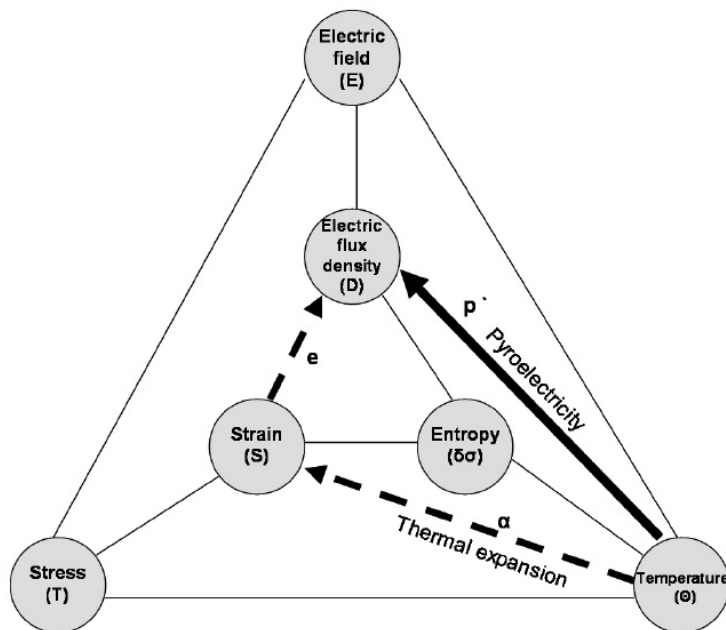 Electric
field
(E)
Electric
flux
density
(D)
p
Pyroelectricity
e
Strain
(S)
Entropy
(δσ)
α
Thermal expansion
Stress
(T)
Temperature
(Θ)